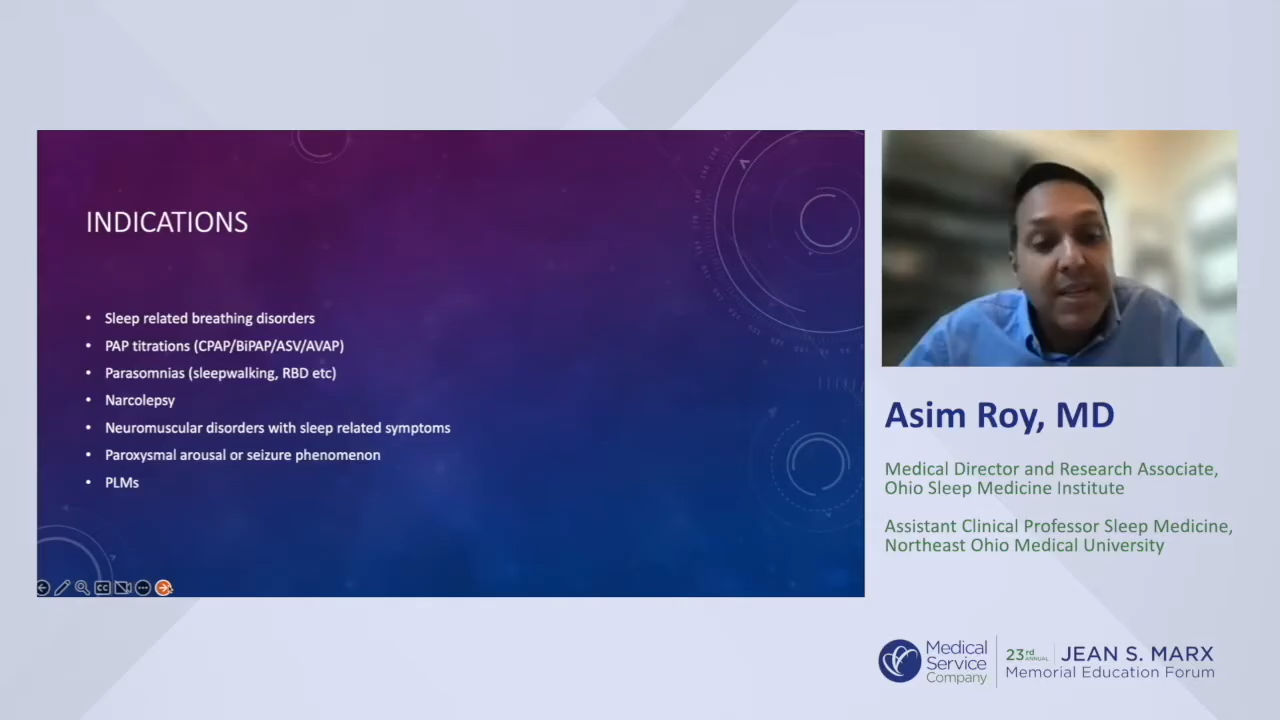 INDICATIONS
• Sleep related breathing disorders
• PAP titrations (CPAP/BiPAP/ASV/AVAP)
• Parasomnias (sleepwalking, RBD etc)
• Narcolepsy
• Neuromuscular disorders with sleep related symptoms
• Paroxysmal arousal or seizure phenomenon
• PLMs
CC
Asim Roy, MD
Medical Director and Research Associate,
Ohio Sleep Medicine Institute
Assistant Clinical Professor Sleep Medicine,
Northeast Ohio Medical University
Medical
Service
Company
23rd ANNUAL JEAN S. MARX
Memorial Education Forum